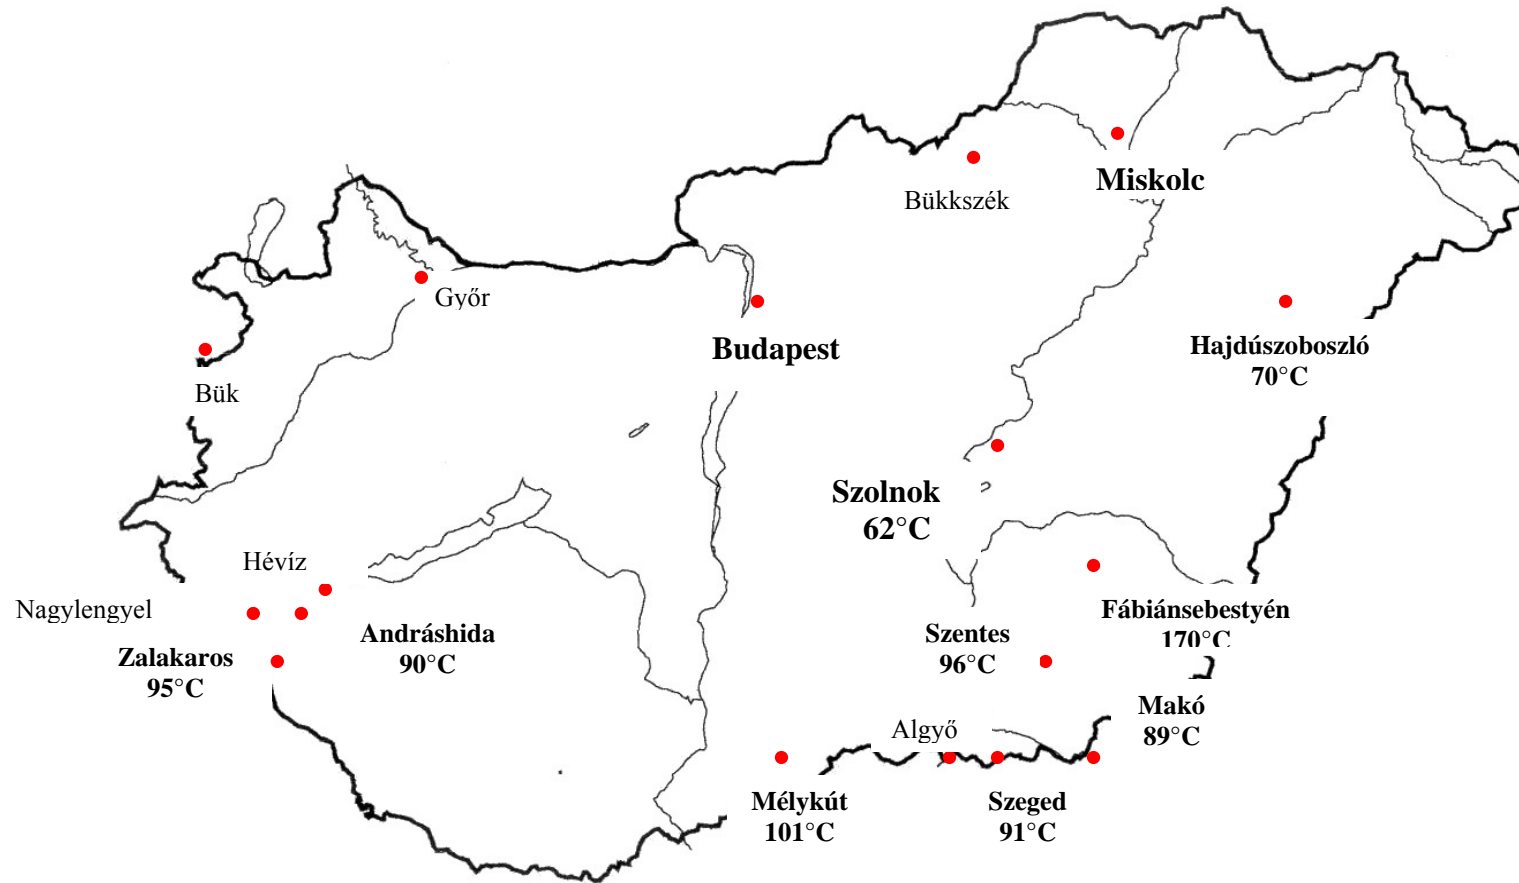 Miskolc
Bükkszék
Győr
Budapest
Hajdúszoboszló
70°C
Bük
Szolnok
62°C
Hévíz
Nagylengyel
Fábiánsebestyén
170°C
Andráshida
90°C
Szentes
96°C
Zalakaros
95°C
Makó
89°C
Algyő
Mélykút
101°C
Szeged
91°C